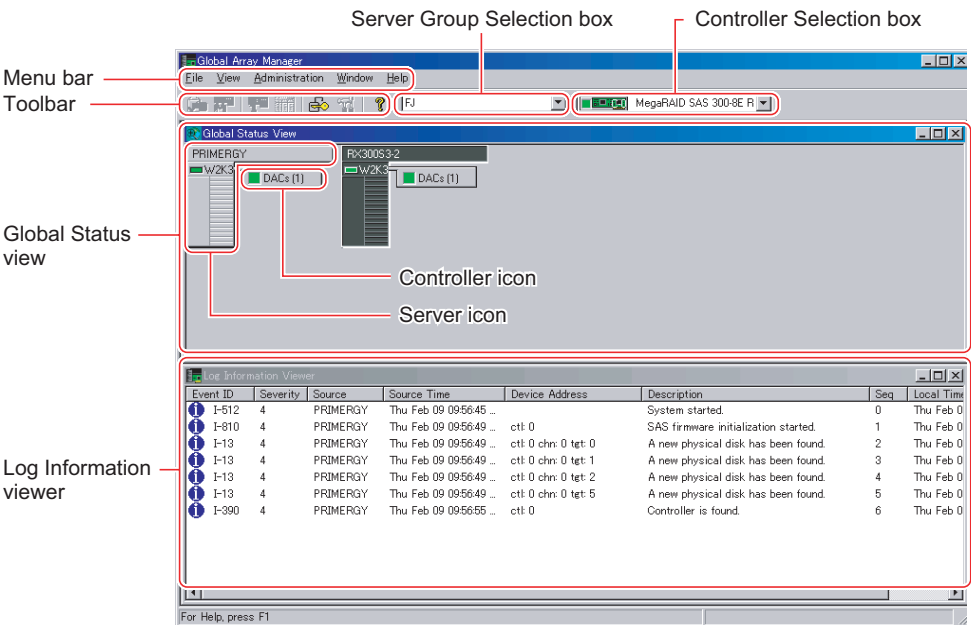 Server Group Selection box
Controller Selection box
Menu bar
Toolbar
Global Array Manager
File View Administration Window Help
FJ
MegaRAID SAS 300-8E R
Global Status View
PRIMERGY
W2K3
DACs (1)
RX300S3-2
W2K3
DACs (1)
Global Status
view
Controller icon
Server icon
Log Information Viewer
Event ID Severity Source Source Time Device Address Description Seq Local Time
I-512 4 PRIMERGY Thu Feb 09 09:56:45 ... System started. 0 Thu Feb 0
I-810 4 PRIMERGY Thu Feb 09 09:56:49 ... ctl: 0 SAS firmware initialization started. 1 Thu Feb 0
I-13 4 PRIMERGY Thu Feb 09 09:56:49 ... ctl: 0 chn: 0 tgt: 0 A new physical disk has been found. 2 Thu Feb 0
I-13 4 PRIMERGY Thu Feb 09 09:56:49 ... ctl: 0 chn: 0 tgt: 1 A new physical disk has been found. 3 Thu Feb 0
I-13 4 PRIMERGY Thu Feb 09 09:56:49 ... ctl: 0 chn: 0 tgt: 2 A new physical disk has been found. 4 Thu Feb 0
I-13 4 PRIMERGY Thu Feb 09 09:56:49 ... ctl: 0 chn: 0 tgt: 5 A new physical disk has been found. 5 Thu Feb 0
I-390 4 PRIMERGY Thu Feb 09 09:56:55 ... ctl: 0 Controller is found. 6 Thu Feb 0
Log Information
viewer
For Help, press F1